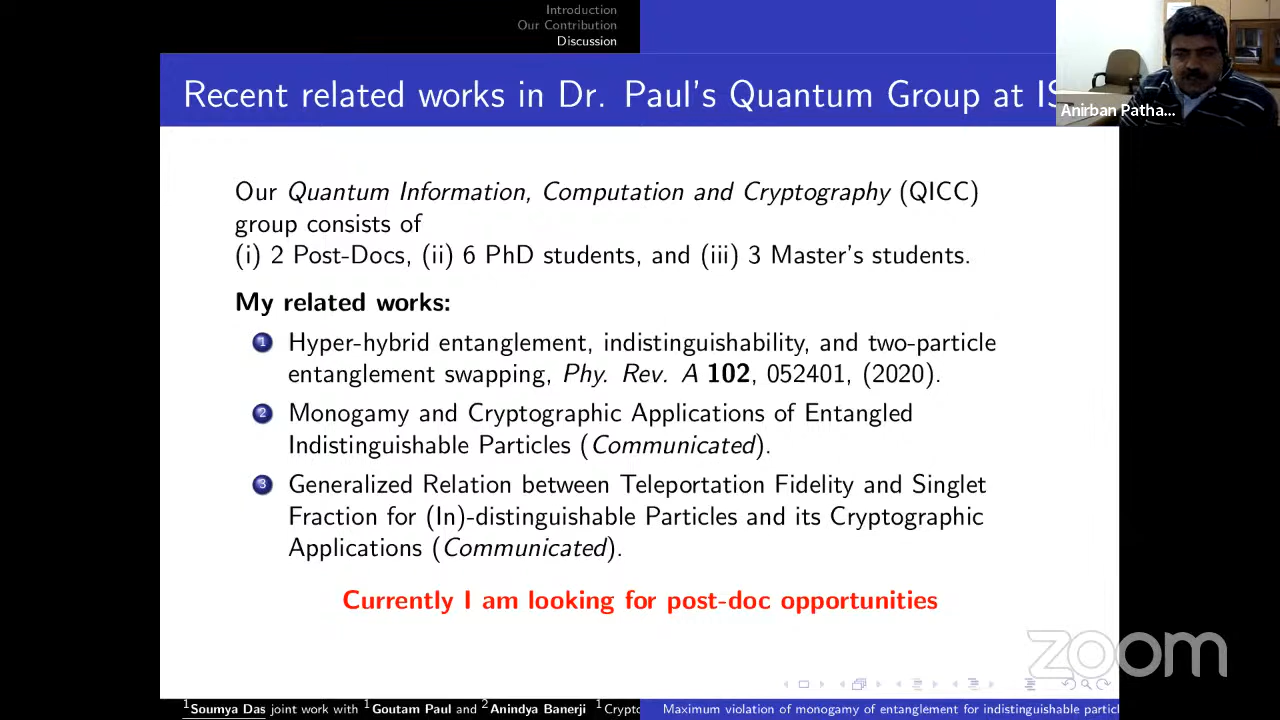 Introduction
Our Contribution
Discussion
Recent related works in Dr. Paul's Quantum Group at IS
Anirban Patha...
Our Quantum Information, Computation and Cryptography (QICC)
group consists of
(i) 2 Post-Docs, (ii) 6 PhD students, and (iii) 3 Master's students.
My related works:
1 Hyper-hybrid entanglement, indistinguishability, and two-particle
entanglement swapping, Phy. Rev. A 102, 052401, (2020).
2 Monogamy and Cryptographic Applications of Entangled
Indistinguishable Particles (Communicated).
3 Generalized Relation between Teleportation Fidelity and Singlet
Fraction for (In)-distinguishable Particles and its Cryptographic
Applications (Communicated).
Currently I am looking for post-doc opportunities
zoom
1Soumya Das joint work with 1Goutam Paul and 2Anindya Banerji 1Crypto
Maximum violation of monogamy of entanglement for indistinguishable particl